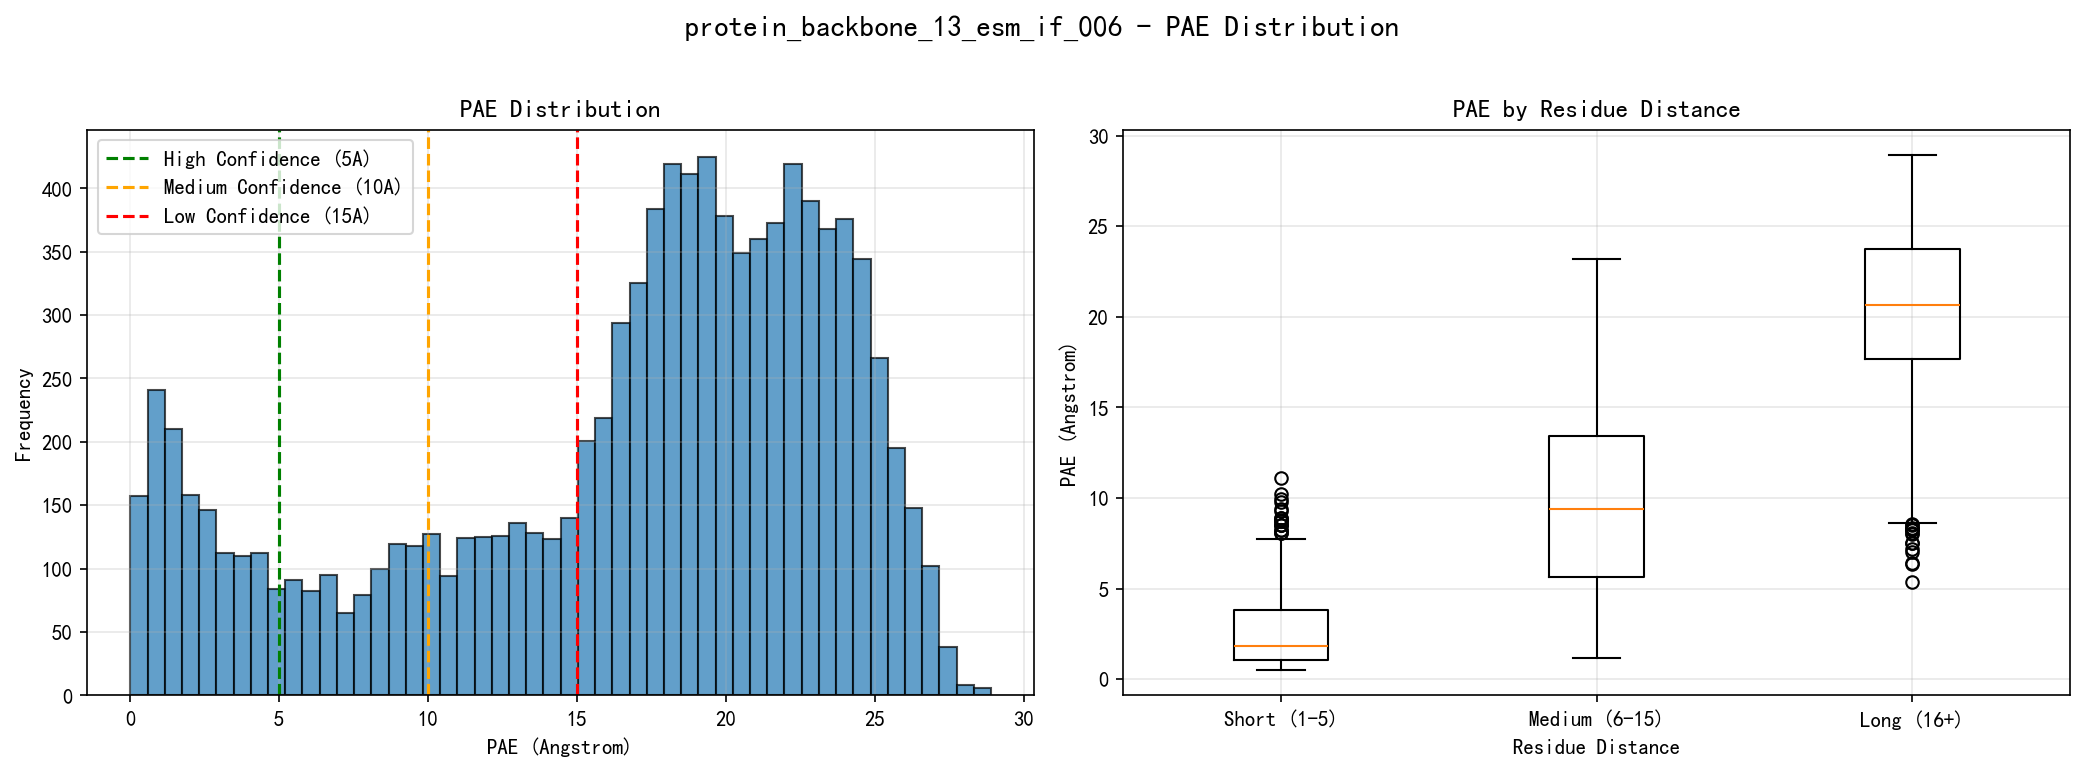 protein_backbone_13_esm_if_006 - PAE Distribution
PAE Distribution
High Confidence (5A)
Medium Confidence (10A)
Low Confidence (15A)
Frequency
400
350
300
250
200
150
100
50
0
0 5 10 15 20 25 30
PAE (Angstrom)
PAE by Residue Distance
PAE (Angstrom)
30
25
20
15
10
5
0
Short (1-5) Medium (6-15) Long (16+)
Residue Distance